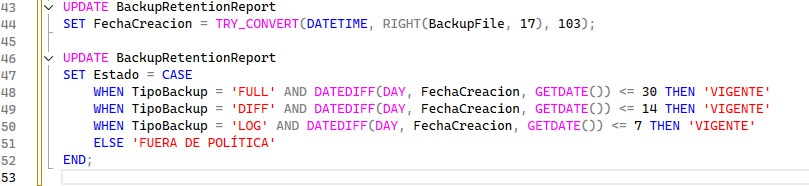 43 UPDATE BackupRetentionReport
44 SET FechaCreacion = TRY_CONVERT(DATETIME, RIGHT(BackupFile, 17), 103);
45
46 UPDATE BackupRetentionReport
47 SET Estado = CASE
48 WHEN TipoBackup = 'FULL' AND DATEDIFF(DAY, FechaCreacion, GETDATE()) <= 30 THEN 'VIGENTE'
49 WHEN TipoBackup = 'DIFF' AND DATEDIFF(DAY, FechaCreacion, GETDATE()) <= 14 THEN 'VIGENTE'
50 WHEN TipoBackup = 'LOG' AND DATEDIFF(DAY, FechaCreacion, GETDATE()) <= 7 THEN 'VIGENTE'
51 ELSE 'FUERA DE POLÍTICA'
52 END;
53